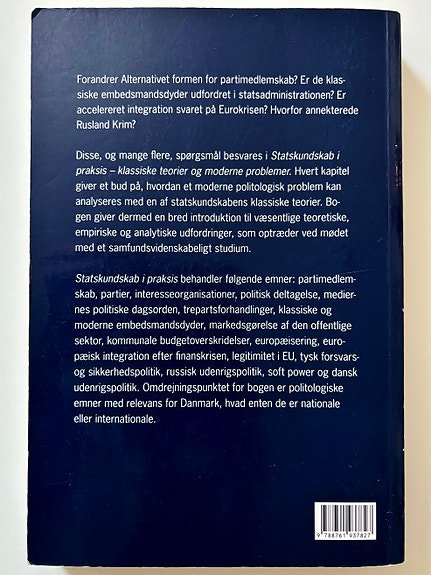 Forandrer Alternativet formen for partimedlemskab? Er de klas-
siske embedsmandsdyder udfordret i statsadministrationen? Er
accelereret integration svaret på Eurokrisen? Hvorfor annekterede
Rusland Krim?
Disse, og mange flere, spørgsmål besvares i Statskundskab i
praksis – klassiske teorier og moderne problemer. Hvert kapitel
giver et bud på, hvordan et moderne politologisk problem kan
analyseres med en af statskundskabens klassiske teorier. Bo-
gen giver dermed en bred introduktion til væsentlige teoretiske,
empiriske og analytiske udfordringer, som optræder ved mødet
med et samfundsvidenskabeligt studium.
Statskundskab i praksis behandler følgende emner: partimedlem-
skab, partier, interesseorganisationer, politisk deltagelse, medier-
nes politiske dagsorden, trepartsforhandlinger, klassiske og
moderne embedsmandsdyder, markedsgørelse af den offentlige
sektor, kommunale budgetoverskridelser, europæisering, euro-
pæisk integration efter finanskrisen, legitimitet i EU, tysk forsvars-
og sikkerhedspolitik, russisk udenrigspolitik, soft power og dansk
udenrigspolitik. Omdrejningspunktet for bogen er politologiske
emner med relevans for Danmark, hvad enten de er nationale
eller internationale.
9 788761 937827